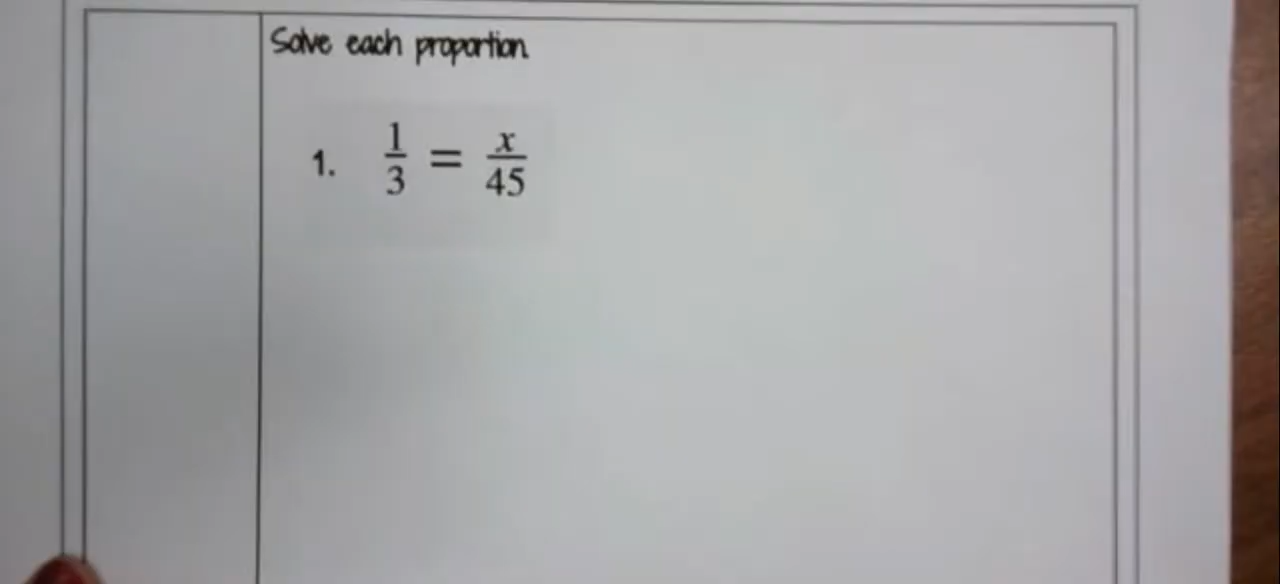 Solve each proportion
1. 1/3 = x/45